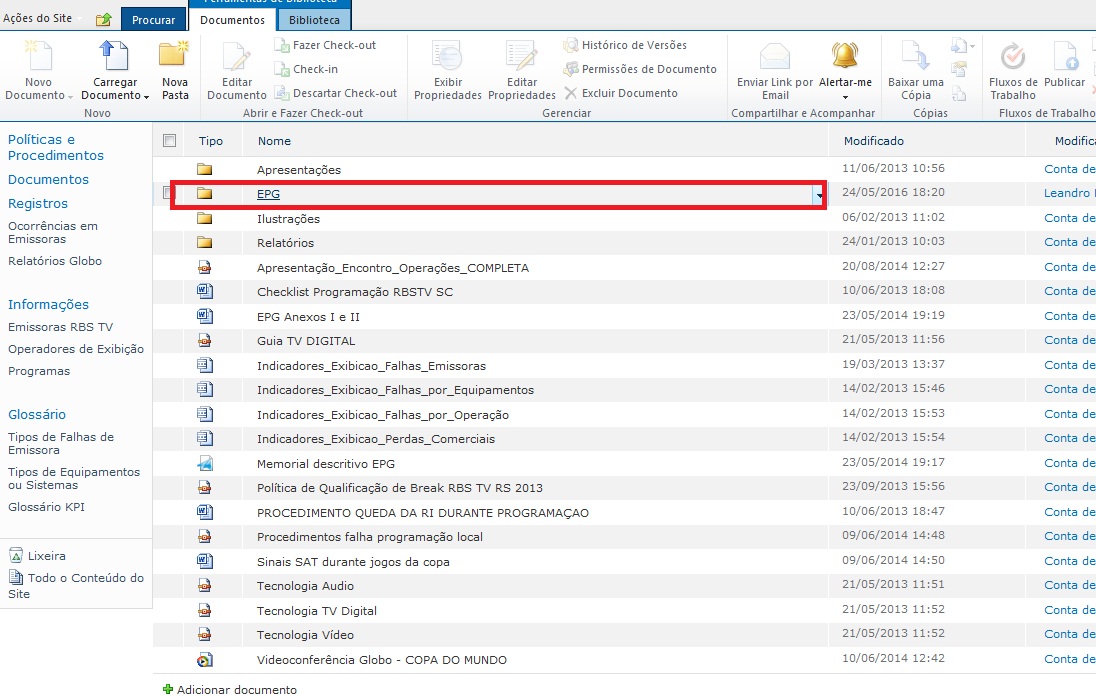 Ações do Site
Procurar
Ferramentas de Biblioteca
Documentos
Biblioteca
Novo
Documento
Carregar
Documento
Nova
Pasta
Novo
Editar
Documento
Fazer Check-out
Check-in
Descartar Check-out
Abrir e Fazer Check-out
Exibir
Propriedades
Editar
Propriedades
Histórico de Versões
Permissões de Documento
Excluir Documento
Gerenciar
Enviar Link por
Email
Alertar-me
Compartilhar e Acompanhar
Baixar uma
Cópia
Cópias
Fluxos de
Trabalho
Publicar
Fluxos de Trabalho
Políticas e
Procedimentos
Documentos
Registros
Ocorrências em
Emissoras
Relatórios Globo
Informações
Emissoras RBS TV
Operadores de Exibição
Programas
Glossário
Tipos de Falhas de
Emissora
Tipos de Equipamentos
ou Sistemas
Glossário KPI
Lixeira
Todo o Conteúdo do
Site
Tipo Nome Modificado Modific
Apresentações 11/06/2013 10:56 Conta de
EPG 24/05/2016 18:20 Leandro
Ilustrações 06/02/2013 11:02 Conta de
Relatórios 24/01/2013 10:03 Conta de
Apresentação_Encontro_Operações_COMPLETA 20/08/2014 12:27 Conta de
Checklist Programação RBSTV SC 10/06/2013 18:08 Conta de
EPG Anexos I e II 23/05/2014 19:19 Conta de
Guia TV DIGITAL 21/05/2013 11:56 Conta de
Indicadores_Exibicao_Falhas_Emissoras 19/03/2013 13:37 Conta de
Indicadores_Exibicao_Falhas_por_Equipamentos 14/02/2013 15:46 Conta de
Indicadores_Exibicao_Falhas_por_Operação 14/02/2013 15:53 Conta de
Indicadores_Exibicao_Perdas_Comerciais 14/02/2013 15:54 Conta de
Memorial descritivo EPG 23/05/2014 19:17 Conta de
Política de Qualificação de Break RBS TV RS 2013 23/09/2013 15:56 Conta de
PROCEDIMENTO QUEDA DA RI DURANTE PROGRAMAÇAO 10/06/2013 18:47 Conta de
Procedimentos falha programação local 09/06/2014 14:48 Conta de
Sinais SAT durante jogos da copa 09/06/2014 14:50 Conta de
Tecnologia Audio 21/05/2013 11:51 Conta de
Tecnologia TV Digital 21/05/2013 11:52 Conta de
Tecnologia Vídeo 21/05/2013 11:52 Conta de
Videoconferência Globo - COPA DO MUNDO 10/06/2014 12:42 Conta de
Adicionar documento